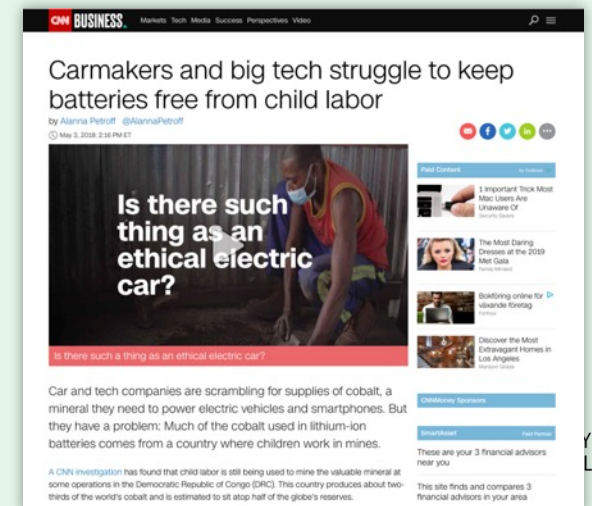 CNN BUSINESS
Markets Tech Media Success Perspectives Video
Carmakers and big tech struggle to keep
batteries free from child labor
by Alanna Petroff @AlannaPetroff
May 3, 2018: 2:16 PM ET
Is there such
thing as an
ethical electric
car?
Is there such a thing as an ethical electric car?
Car and tech companies are scrambling for supplies of cobalt, a
mineral they need to power electric vehicles and smartphones. But
they have a problem: Much of the cobalt used in lithium-ion
batteries comes from a country where children work in mines.
A CNN investigation has found that child labor is still being used to mine the valuable mineral at
some operations in the Democratic Republic of Congo (DRC). This country produces about two-
thirds of the world's cobalt and is estimated to sit atop half of the globe's reserves.
Paid Content
1 Important Trick Most
Mac Users Are
Unaware Of
Security Savers
The Most Daring
Dresses at the 2019
Met Gala
Family Minded
Bokföring online för
växande företag
Fortnox
Discover the Most
Extravagant Homes in
Los Angeles
Mansion Global
CNNMoney Sponsors
SmartAsset
Paid Partner
These are your 3 financial advisors
near you
This site finds and compares 3
financial advisors in your area
Y
L